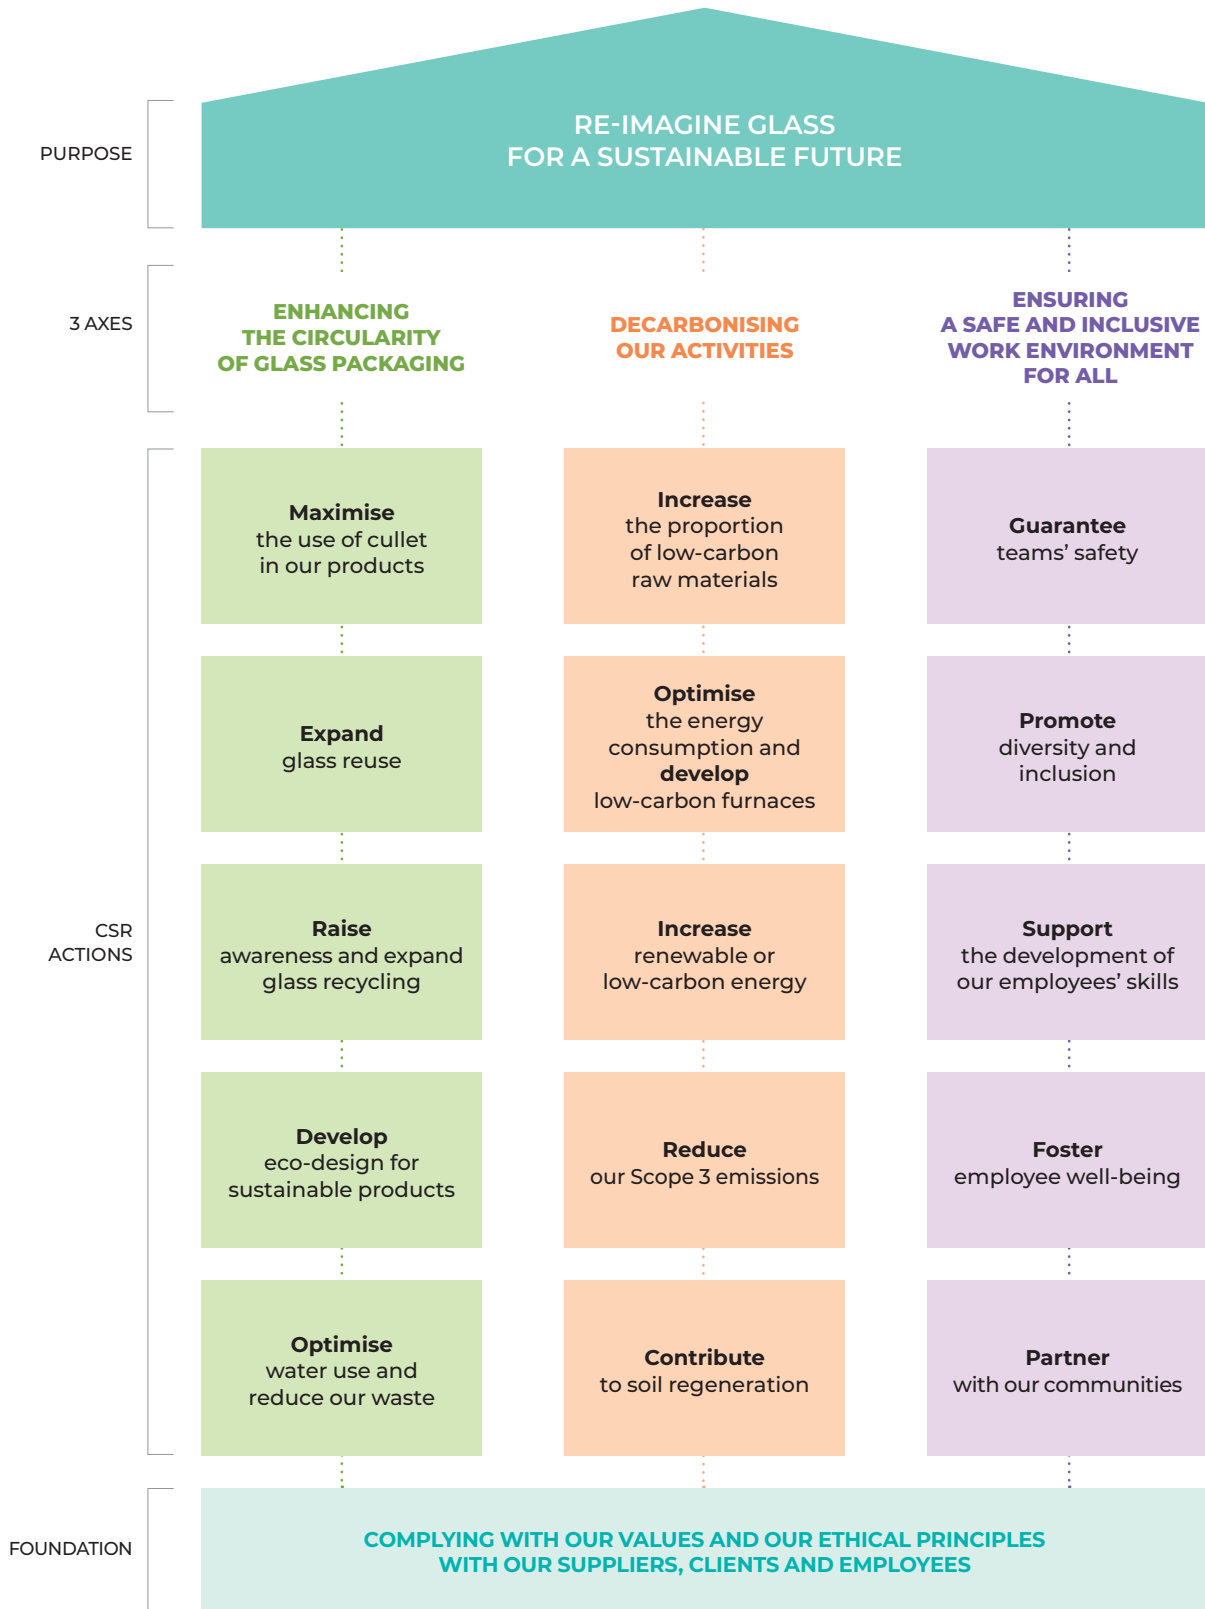 PURPOSE
RE-IMAGINE GLASS
FOR A SUSTAINABLE FUTURE
3 AXES
ENHANCING
THE CIRCULARITY
OF GLASS PACKAGING
DECARBONISING
OUR ACTIVITIES
ENSURING
A SAFE AND INCLUSIVE
WORK ENVIRONMENT
FOR ALL
CSR
ACTIONS
Maximise
the use of cullet
in our products
Increase
the proportion
of low-carbon
raw materials
Guarantee
teams’ safety
Expand
glass reuse
Optimise
the energy
consumption and
develop
low-carbon furnaces
Promote
diversity and
inclusion
Raise
awareness and expand
glass recycling
Increase
renewable or
low-carbon energy
Support
the development of
our employees’ skills
Develop
eco-design for
sustainable products
Reduce
our Scope 3 emissions
Foster
employee well-being
Optimise
water use and
reduce our waste
Contribute
to soil regeneration
Partner
with our communities
FOUNDATION
COMPLYING WITH OUR VALUES AND OUR ETHICAL PRINCIPLES
WITH OUR SUPPLIERS, CLIENTS AND EMPLOYEES